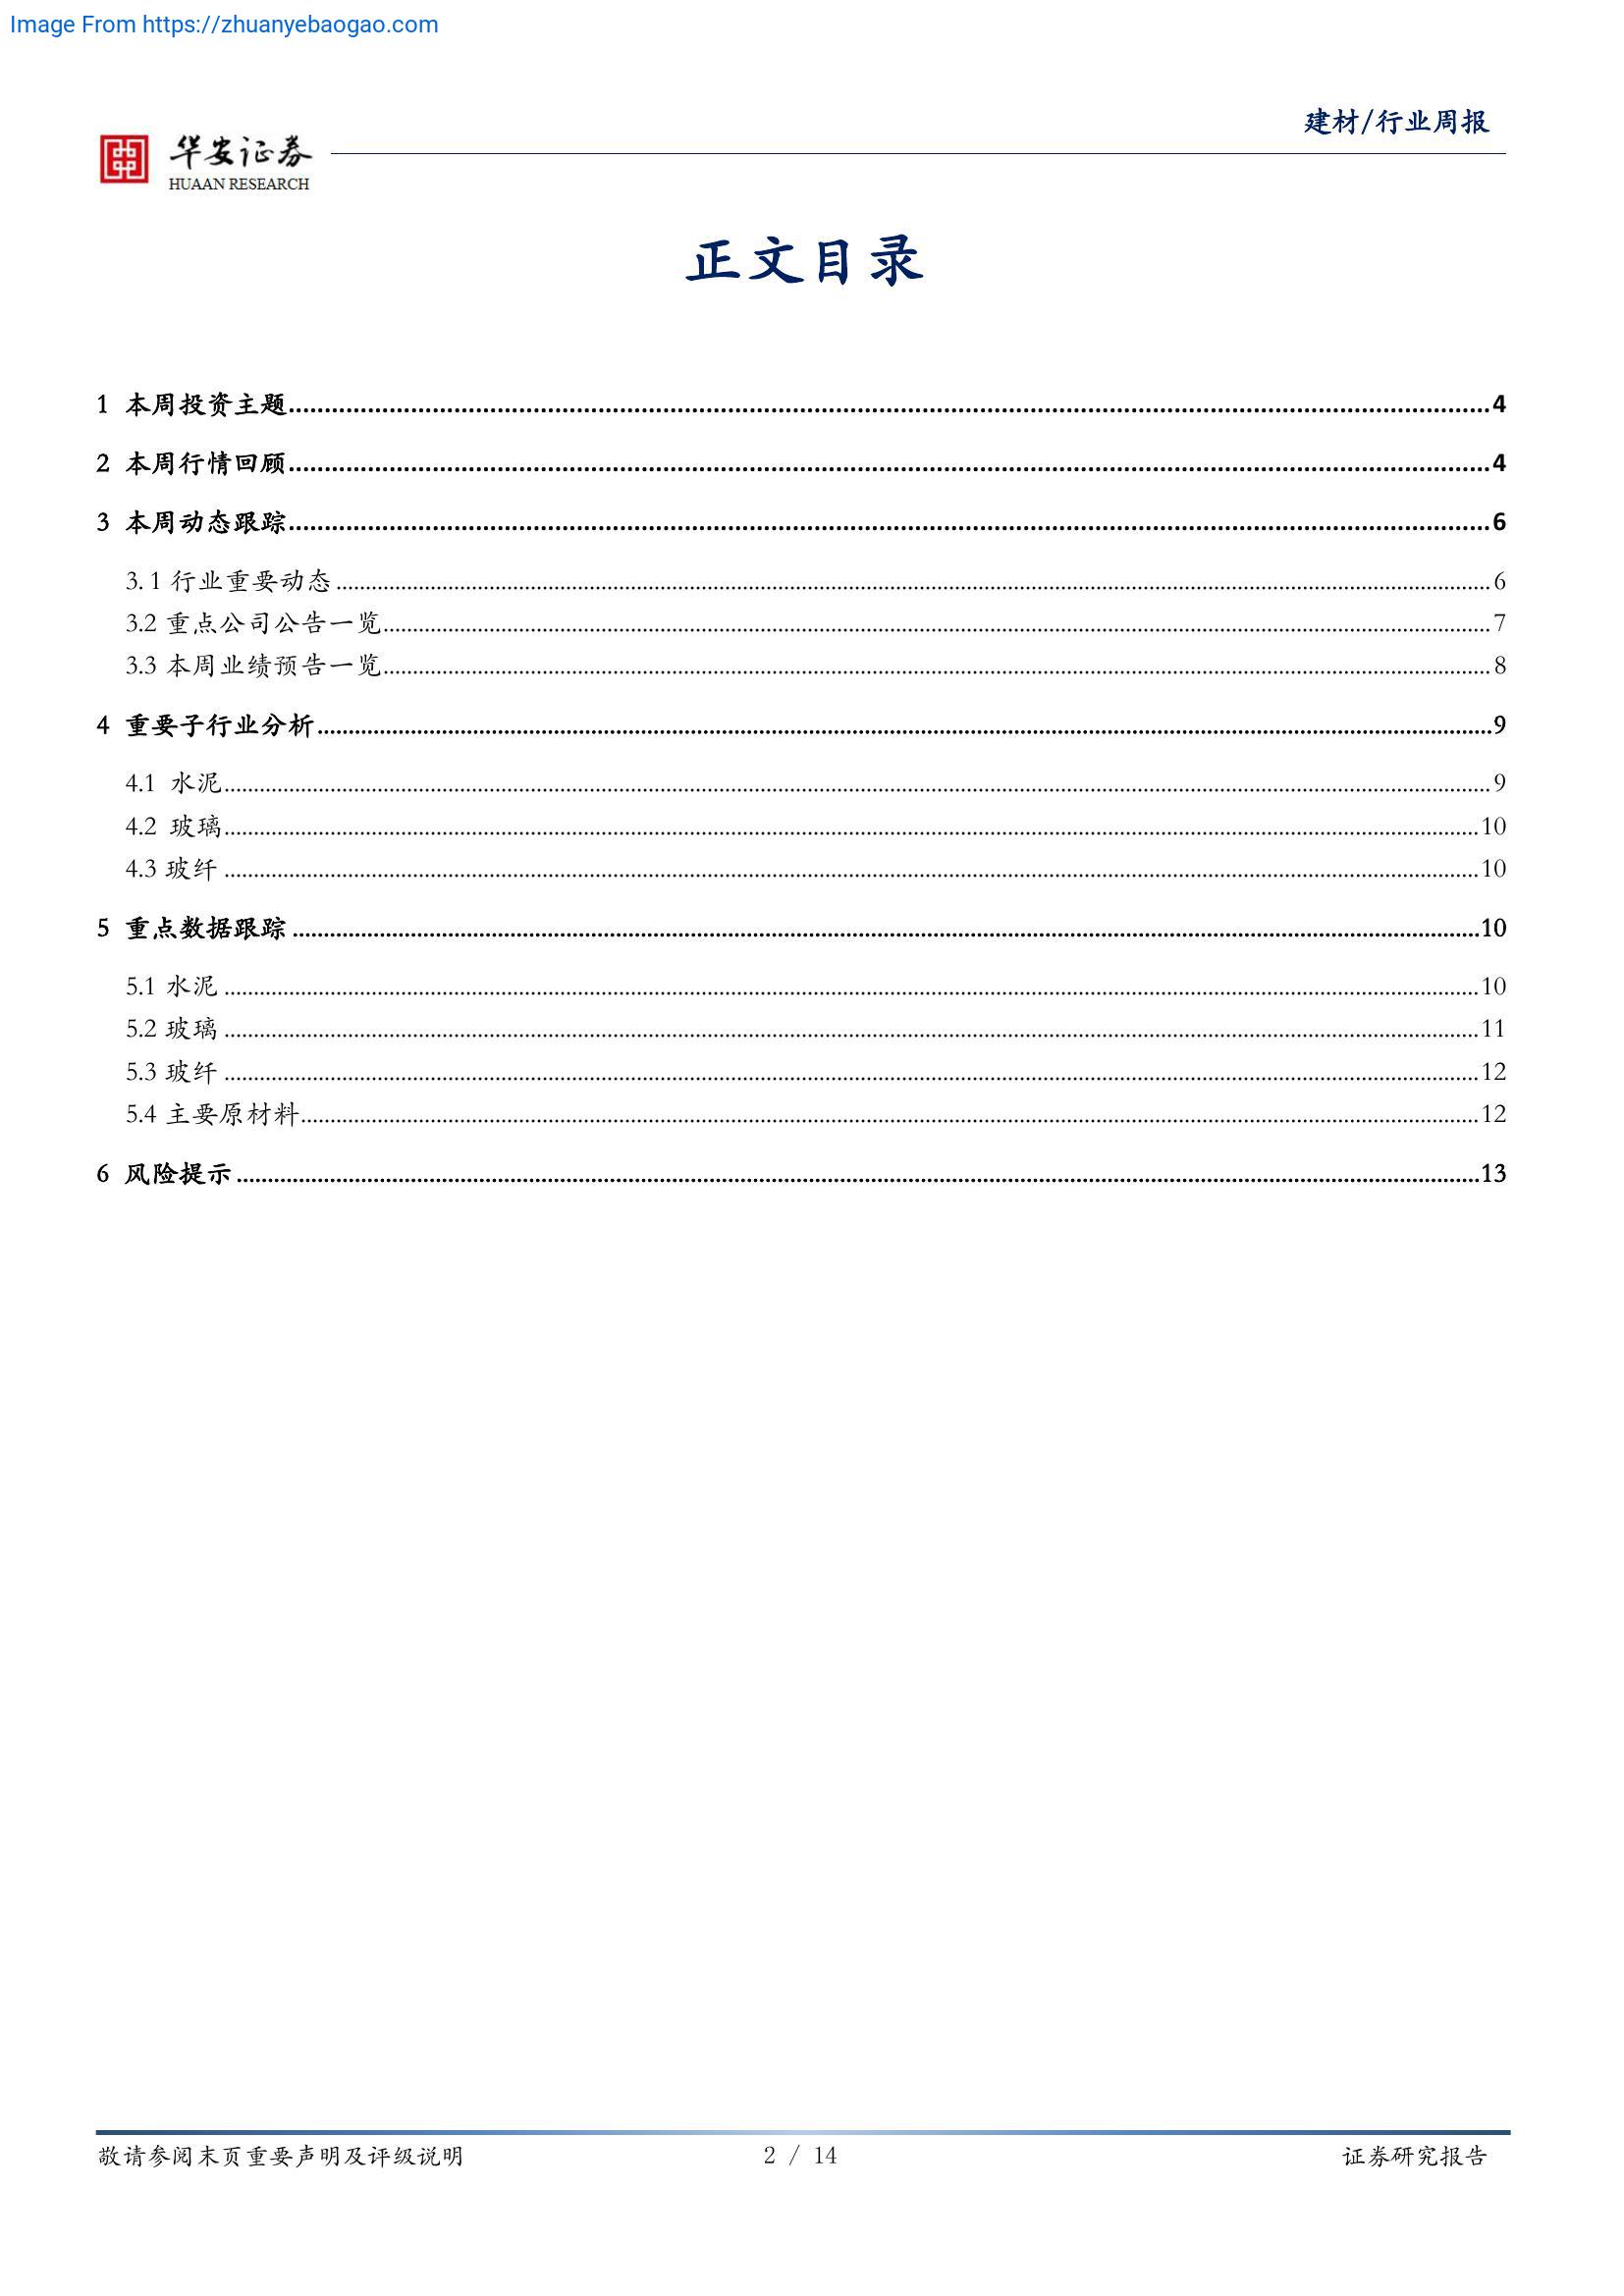 Image From https://zhuanyebaogao.com
建材/行业周报
华安证券
HUAAN RESEARCH
正文目录
1 本周投资主题....................4
2 本周行情回顾....................4
3 本周动态跟踪....................6
3.1 行业重要动态....................6
3.2 重点公司公告一览....................7
3.3 本周业绩预告一览....................8
4 重要子行业分析....................9
4.1 水泥....................9
4.2 玻璃....................10
4.3 玻纤....................10
5 重点数据跟踪....................10
5.1 水泥....................10
5.2 玻璃....................11
5.3 玻纤....................12
5.4 主要原材料....................12
6 风险提示....................13
敬请参阅末页重要声明及评级说明 2 / 14 证券研究报告